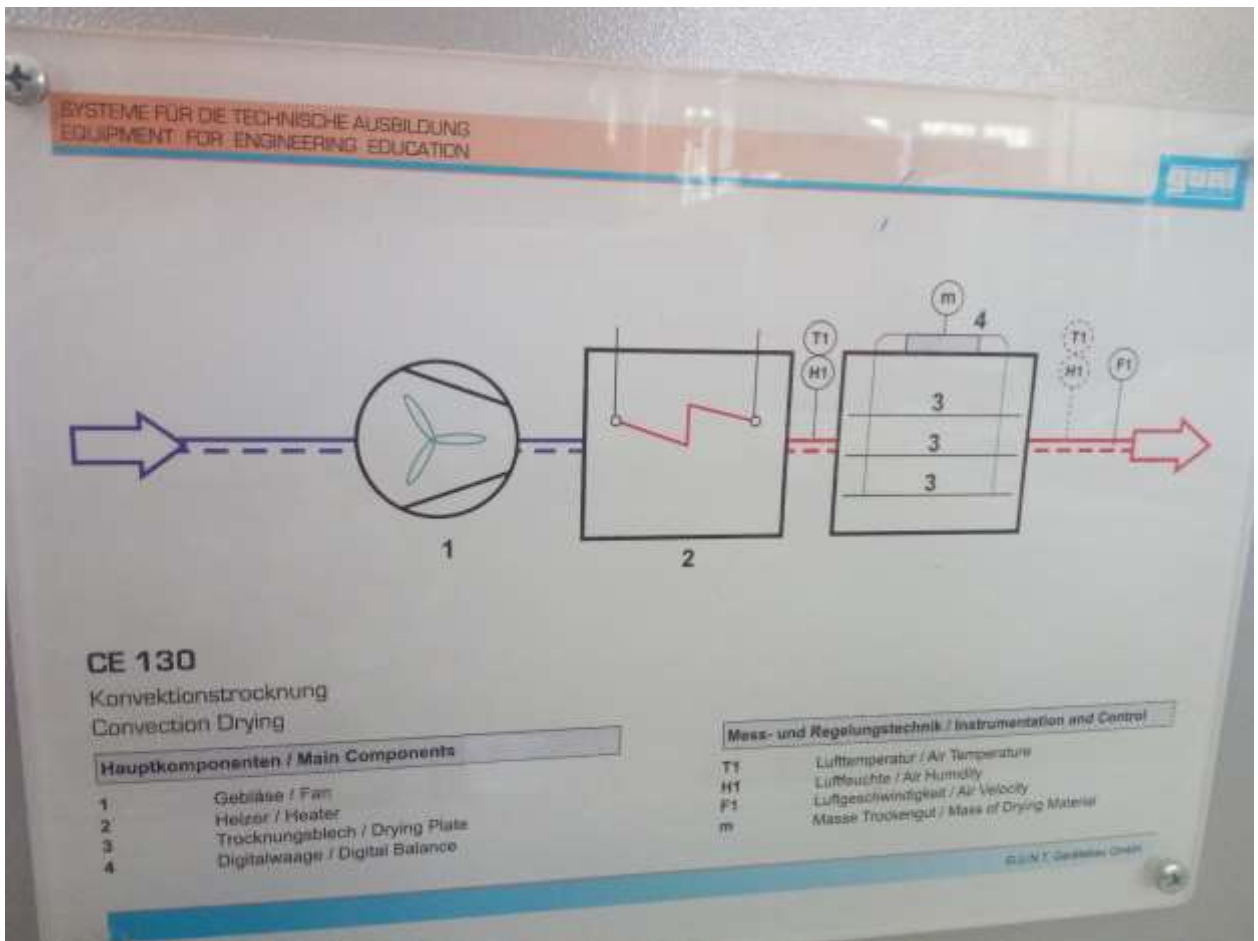 SYSTEME FÜR DIE TECHNISCHE AUSBILDUNG
EQUIPMENT FOR ENGINEERING EDUCATION
gunt
m
4
T1
H1
T1
H1
F1
3
3
3
1
2
CE 130
Konvektionstrocknung
Convection Drying
Hauptkomponenten / Main Components
1 Gebläse / Fan
2 Heizer / Heater
3 Trocknungsblech / Drying Plate
4 Digitalwaage / Digital Balance
Mess- und Regelungstechnik / Instrumentation and Control
T1 Lufttemperatur / Air Temperature
H1 Luftfeuchte / Air Humidity
F1 Luftgeschwindigkeit / Air Velocity
m Masse Trockengut / Mass of Drying Material
G.U.N.T. Gerätebau GmbH